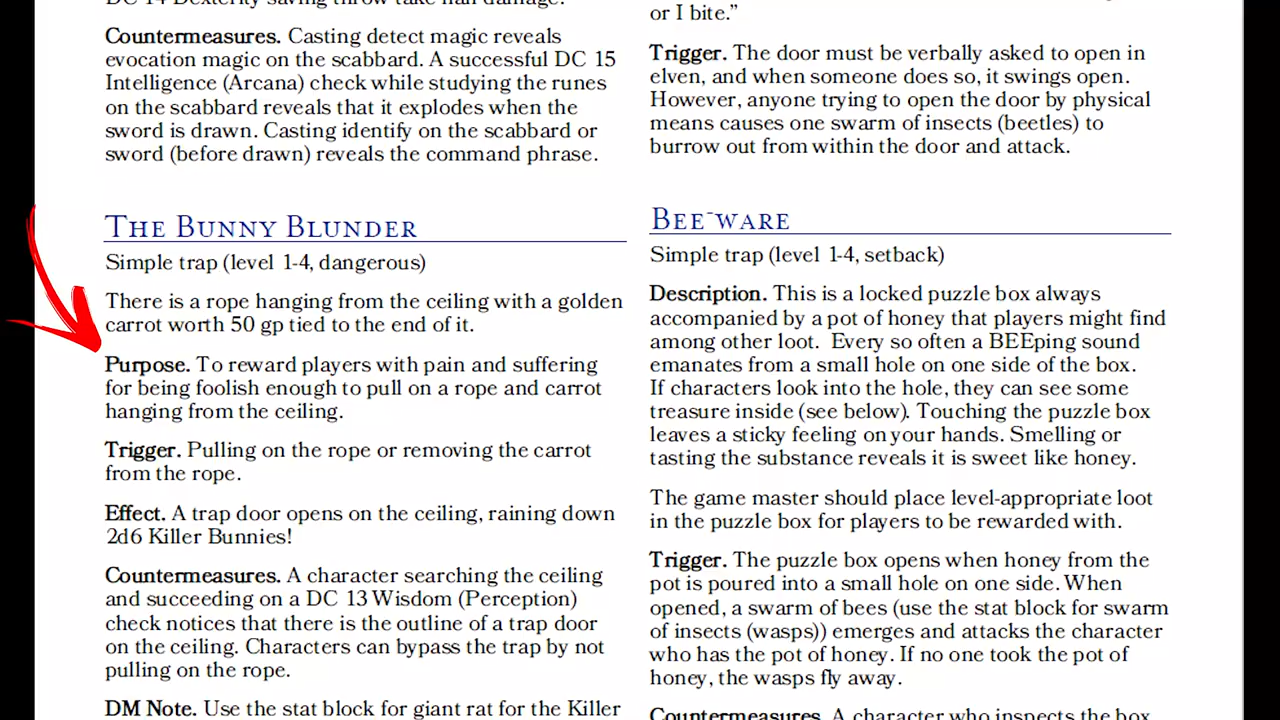 DC 14 Dexterity saving throw take half damage.
Countermeasures. Casting detect magic reveals
evocation magic on the scabbard. A successful DC 15
Intelligence (Arcana) check while studying the runes
on the scabbard reveals that it explodes when the
sword is drawn. Casting identify on the scabbard or
sword (before drawn) reveals the command phrase.
The Bunny Blunder
Simple trap (level 1-4, dangerous)
There is a rope hanging from the ceiling with a golden
carrot worth 50 gp tied to the end of it.
Purpose. To reward players with pain and suffering
for being foolish enough to pull on a rope and carrot
hanging from the ceiling.
Trigger. Pulling on the rope or removing the carrot
from the rope.
Effect. A trap door opens on the ceiling, raining down
2d6 Killer Bunnies!
Countermeasures. A character searching the ceiling
and succeeding on a DC 13 Wisdom (Perception)
check notices that there is the outline of a trap door
on the ceiling. Characters can bypass the trap by not
pulling on the rope.
DM Note. Use the stat block for giant rat for the Killer
or I bite.”
Trigger. The door must be verbally asked to open in
elven, and when someone does so, it swings open.
However, anyone trying to open the door by physical
means causes one swarm of insects (beetles) to
burrow out from within the door and attack.
Bee-ware
Simple trap (level 1-4, setback)
Description. This is a locked puzzle box always
accompanied by a pot of honey that players might find
among other loot. Every so often a BEEping sound
emanates from a small hole on one side of the box.
If characters look into the hole, they can see some
treasure inside (see below). Touching the puzzle box
leaves a sticky feeling on your hands. Smelling or
tasting the substance reveals it is sweet like honey.
The game master should place level-appropriate loot
in the puzzle box for players to be rewarded with.
Trigger. The puzzle box opens when honey from the
pot is poured into a small hole on one side. When
opened, a swarm of bees (use the stat block for swarm
of insects (wasps)) emerges and attacks the character
who has the pot of honey. If no one took the pot of
honey, the wasps fly away.
Countermeasures. A character who inspects the box